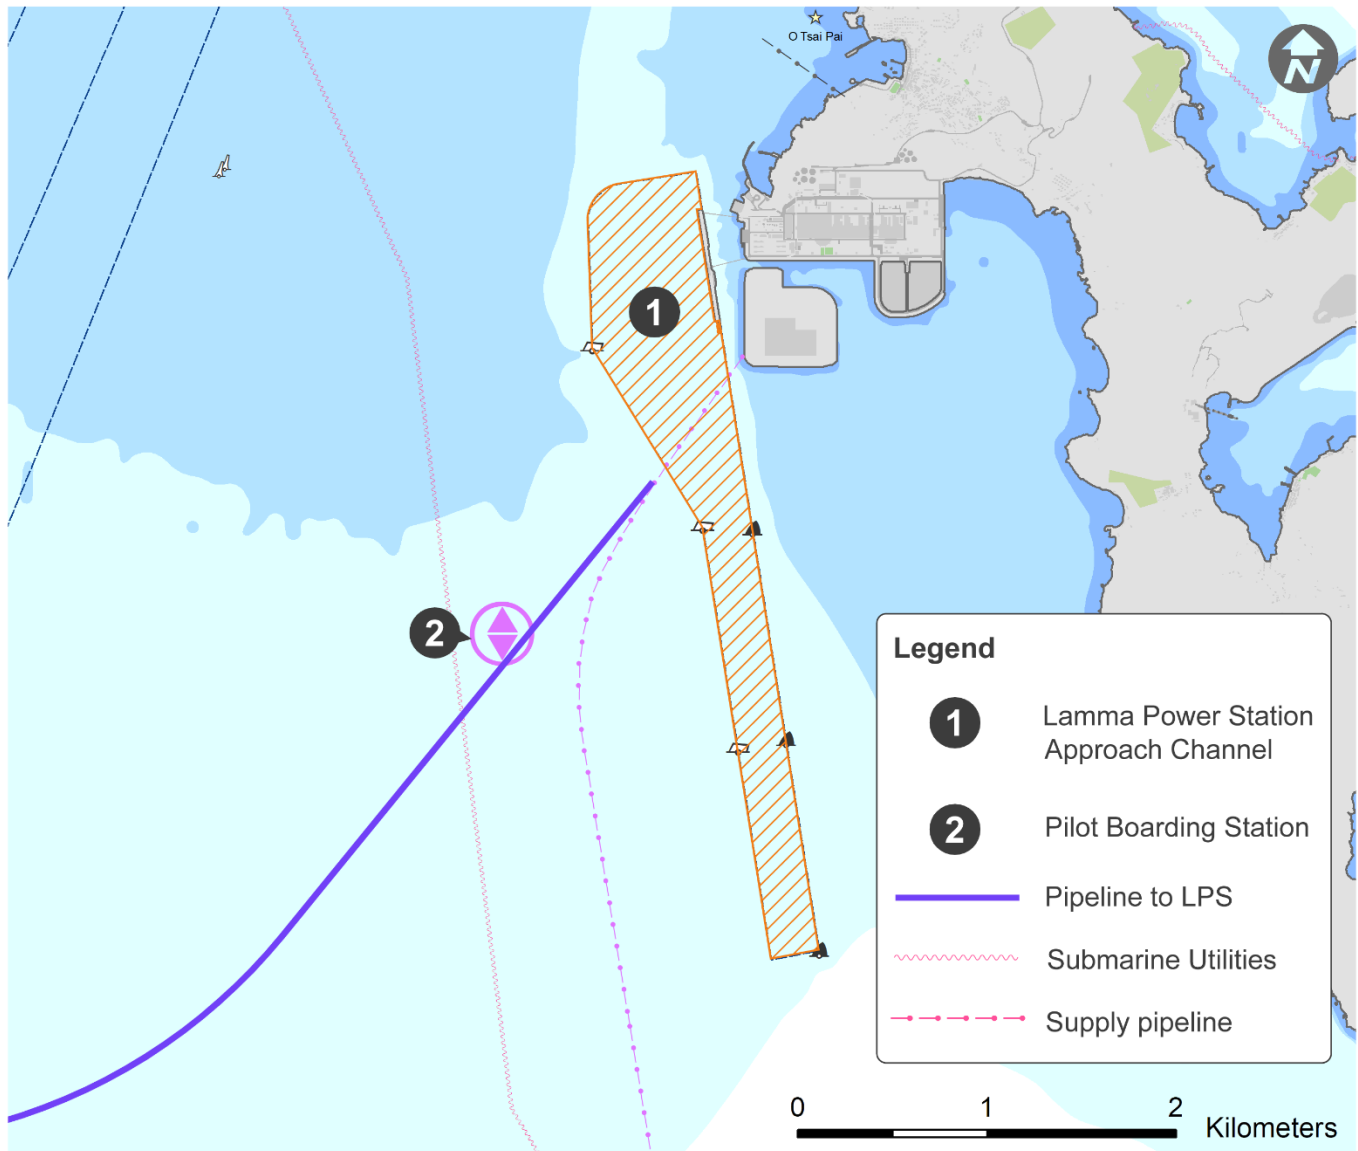 O Tsai Pai
N
1
2
Legend
1 Lamma Power Station
Approach Channel
2 Pilot Boarding Station
Pipeline to LPS
Submarine Utilities
Supply pipeline
0 1 2
Kilometers